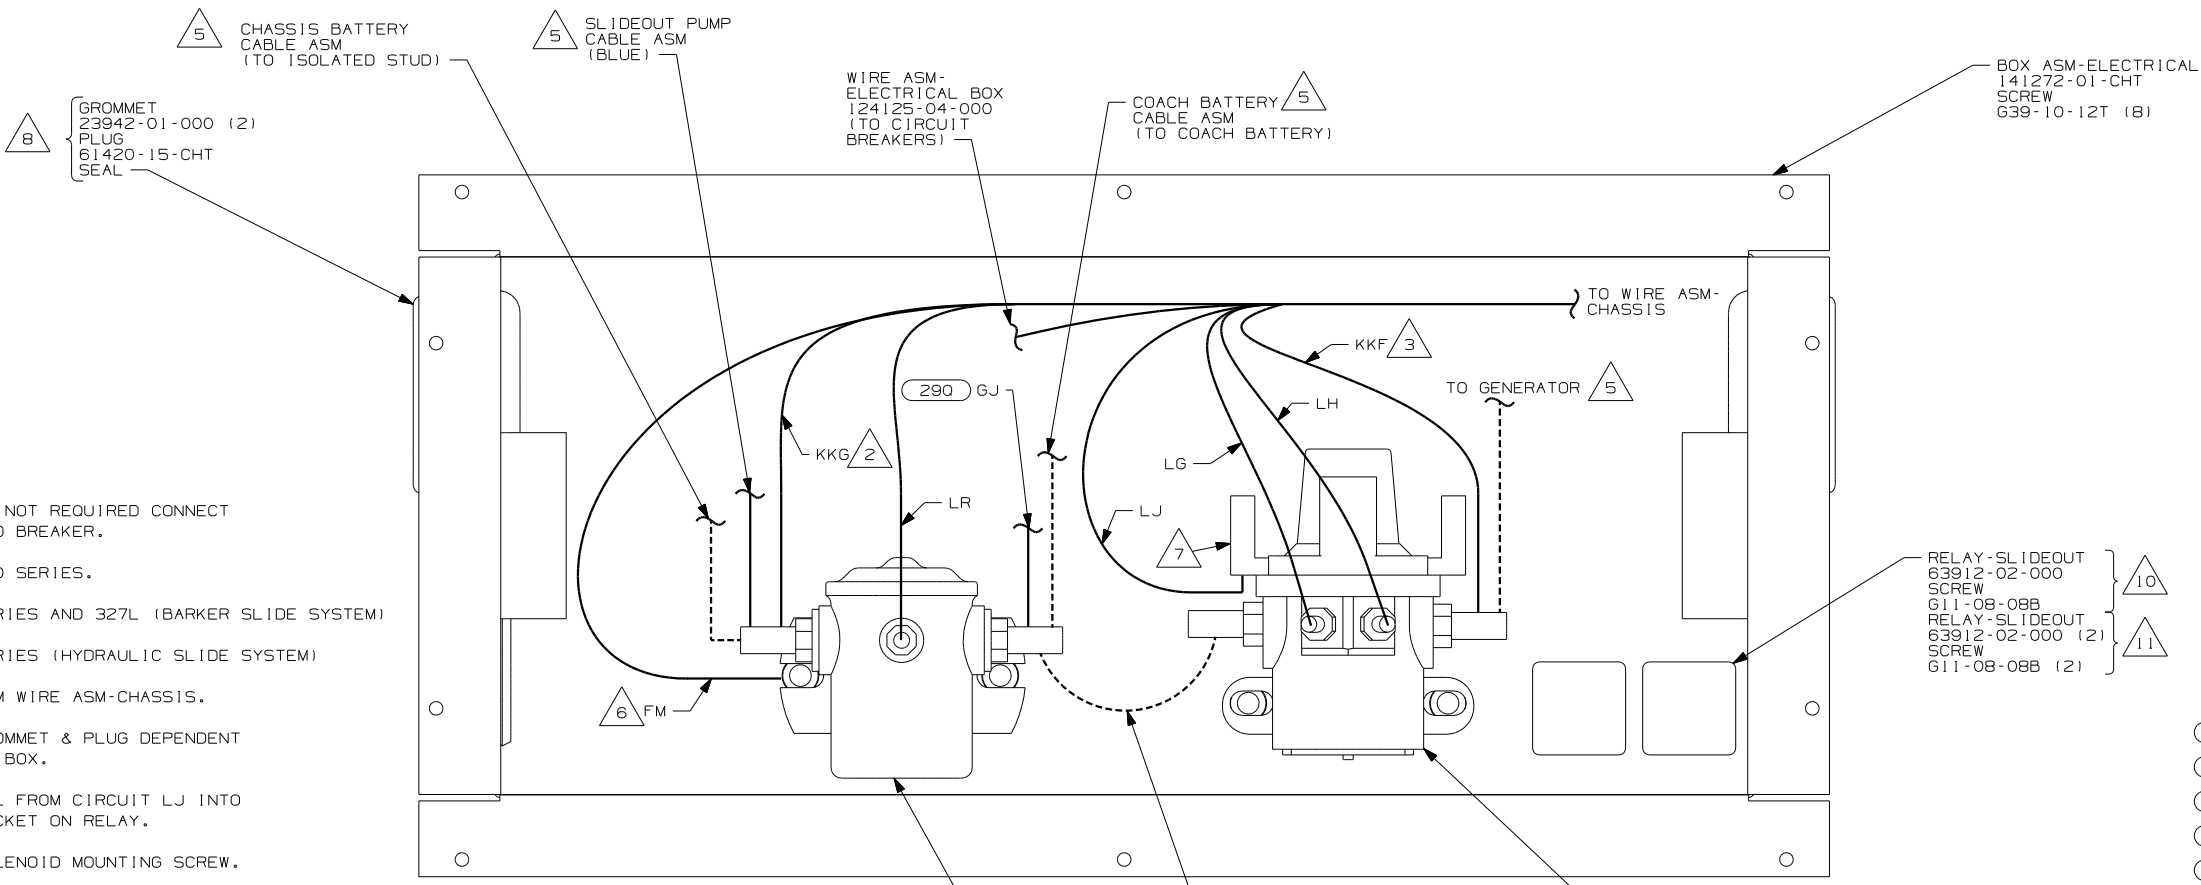 5
CHASSIS BATTERY
CABLE ASM
(TO ISOLATED STUD)
5
SLIDEOUT PUMP
CABLE ASM
(BLUE)
WIRE ASM-
ELECTRICAL BOX
124125-04-000
(TO CIRCUIT
BREAKERS)
COACH BATTERY 5
CABLE ASM
(TO COACH BATTERY)
BOX ASM-ELECTRICAL
141272-01-CHT
SCREW
G39-10-12T (8)
8
GROMMET
23942-01-000 (2)
PLUG
61420-15-CHT
SEAL
TO WIRE ASM-
CHASSIS
KKF 3
29Q GJ
TO GENERATOR 5
LH
KKG 2
LG
LR
LJ
7
6 FM
RELAY-SLIDEOUT
63912-02-000
SCREW
G11-08-08B
10
RELAY-SLIDEOUT
63912-02-000 (2)
SCREW
G11-08-08B (2)
11
NOT REQUIRED CONNECT
BREAKER.
SERIES.
RIES AND 327L (BARKER SLIDE SYSTEM)
RIES (HYDRAULIC SLIDE SYSTEM)
M WIRE ASM-CHASSIS.
OMMET & PLUG DEPENDENT
BOX.
L FROM CIRCUIT LJ INTO
CKET ON RELAY.
LENOID MOUNTING SCREW.